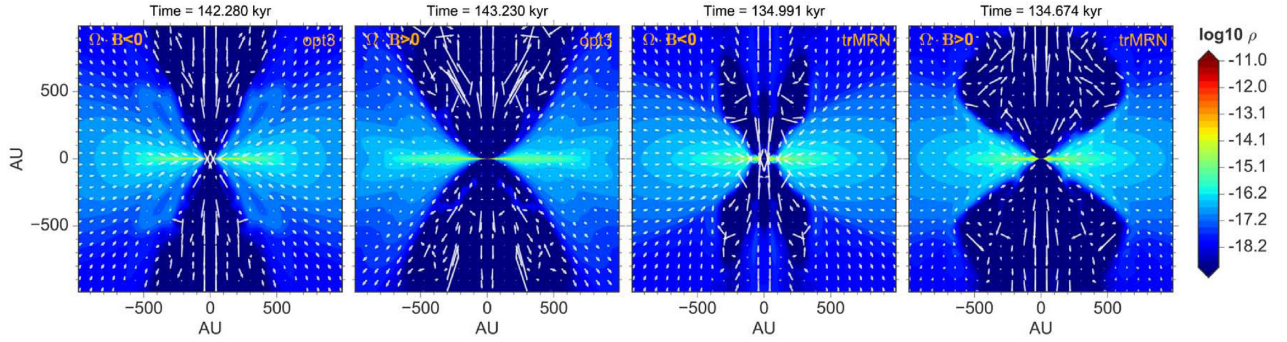 Time = 142.280 kyr
Time = 143.230 kyr
Time = 134.991 kyr
Time = 134.674 kyr
Ω · B<0
opt3
Ω · B>0
opt3
Ω · B<0
trMRN
Ω · B>0
trMRN
log10 ρ
-11.0
-12.1
-13.1
-14.1
-15.1
-16.2
-17.2
-18.2
500
0
−500
AU
−500 0 500
−500 0 500
−500 0 500
−500 0 500
AU
AU
AU
AU